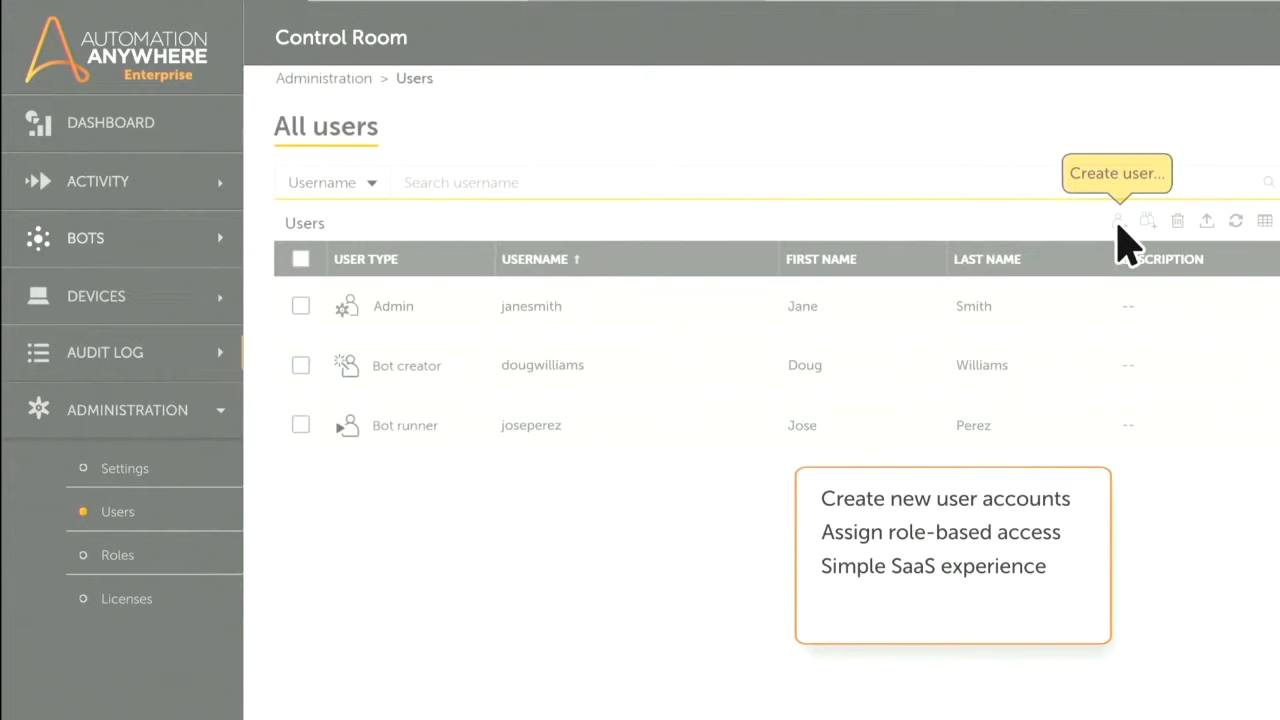 AUTOMATION
ANYWHERE
Enterprise
Control Room
Administration > Users
All users
Username
Search username
Create user...
Users
USER TYPE
USERNAME ↑
FIRST NAME
LAST NAME
SCRIPTION
Admin
janesmith
Jane
Smith
--
Bot creator
dougwilliams
Doug
Williams
--
Bot runner
joseperez
Jose
Perez
--
DASHBOARD
ACTIVITY
BOTS
DEVICES
AUDIT LOG
ADMINISTRATION
Settings
Users
Roles
Licenses
Create new user accounts
Assign role-based access
Simple SaaS experience